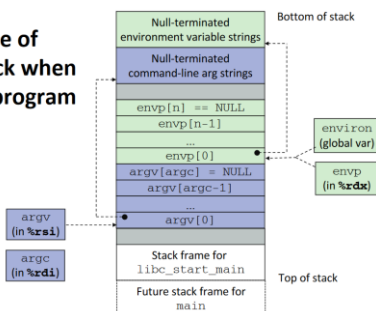 e of
ck when
program
Bottom of stack
Null-terminated
environment variable strings
Null-terminated
command-line arg strings
envp[n] == NULL
envp[n-1]
...
envp[0]
argv[argc] = NULL
argv[argc-1]
...
argv[0]
environ
(global var)
envp
(in %rdx)
argv
(in %rsi)
argc
(in %rdi)
Stack frame for
libc_start_main
Top of stack
Future stack frame for
main